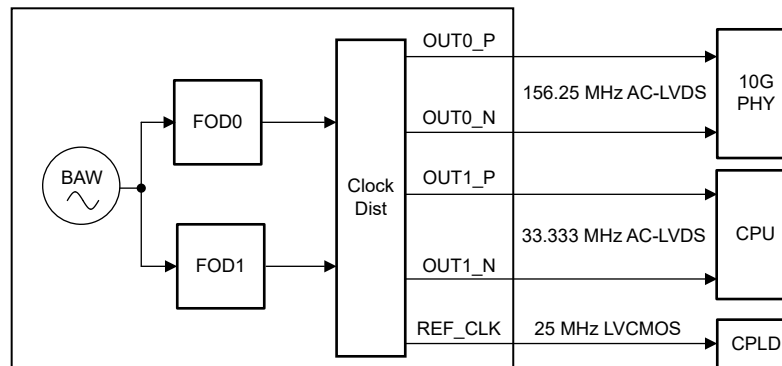 OUT0_P
156.25 MHz AC-LVDS
10G
PHY
FOD0
OUT0_N
BAW
Clock
Dist
OUT1_P
33.333 MHz AC-LVDS
CPU
FOD1
OUT1_N
REF_CLK
25 MHz LVCMOS
CPLD